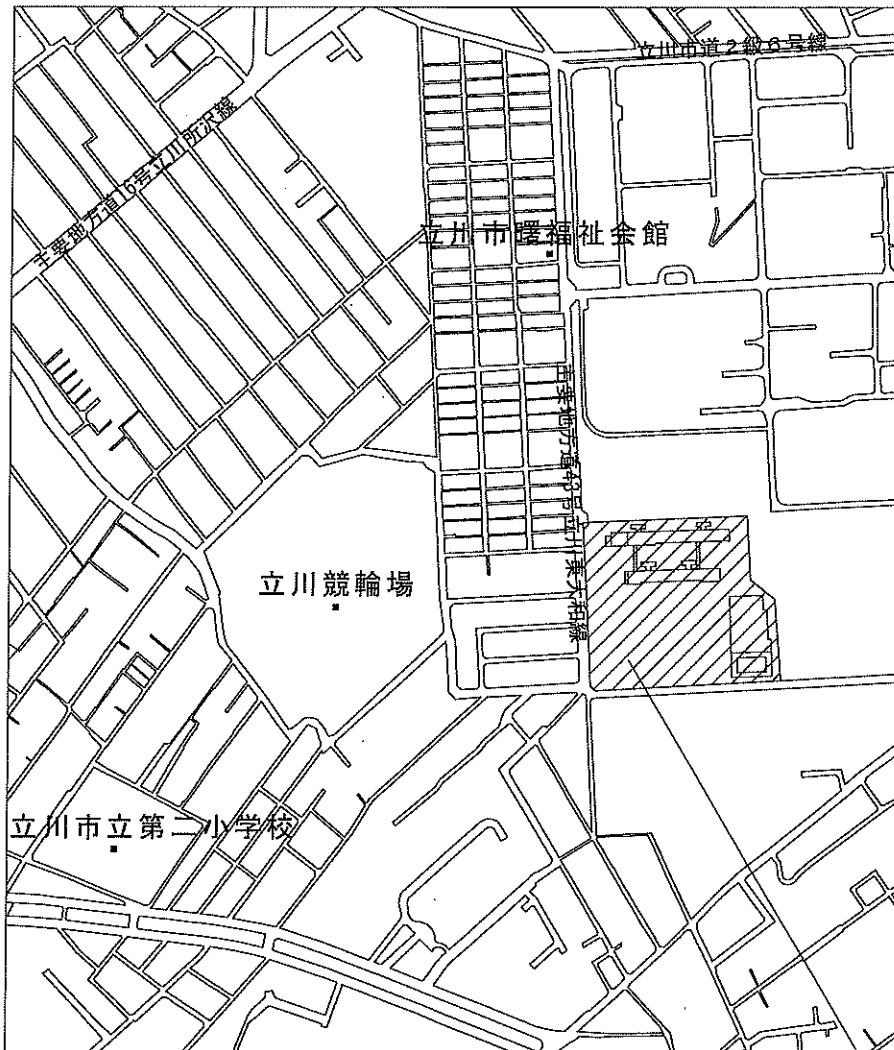 立川市道2級6号線
主要地方道16号立川所沢線
立川市曙福祉会館
主要地方道43号立川東大和線
立川競輪場
立川市立第二小学校